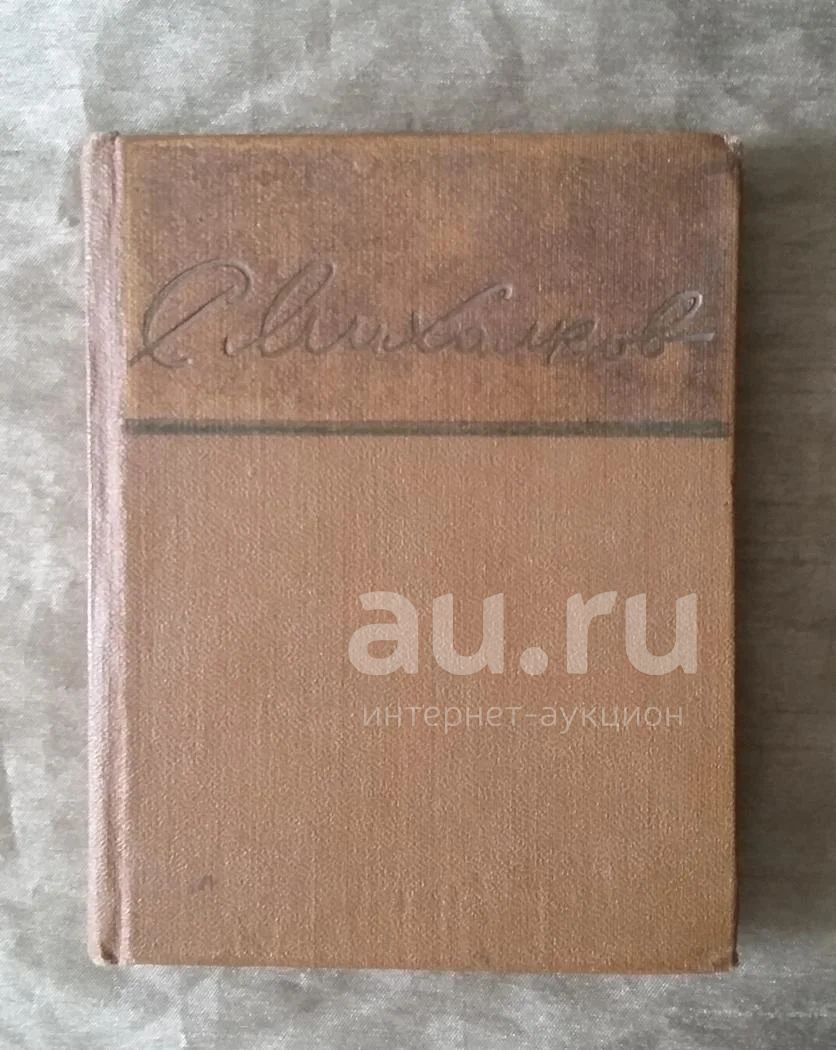 С. Михалков
au.ru
интернет-аукцион